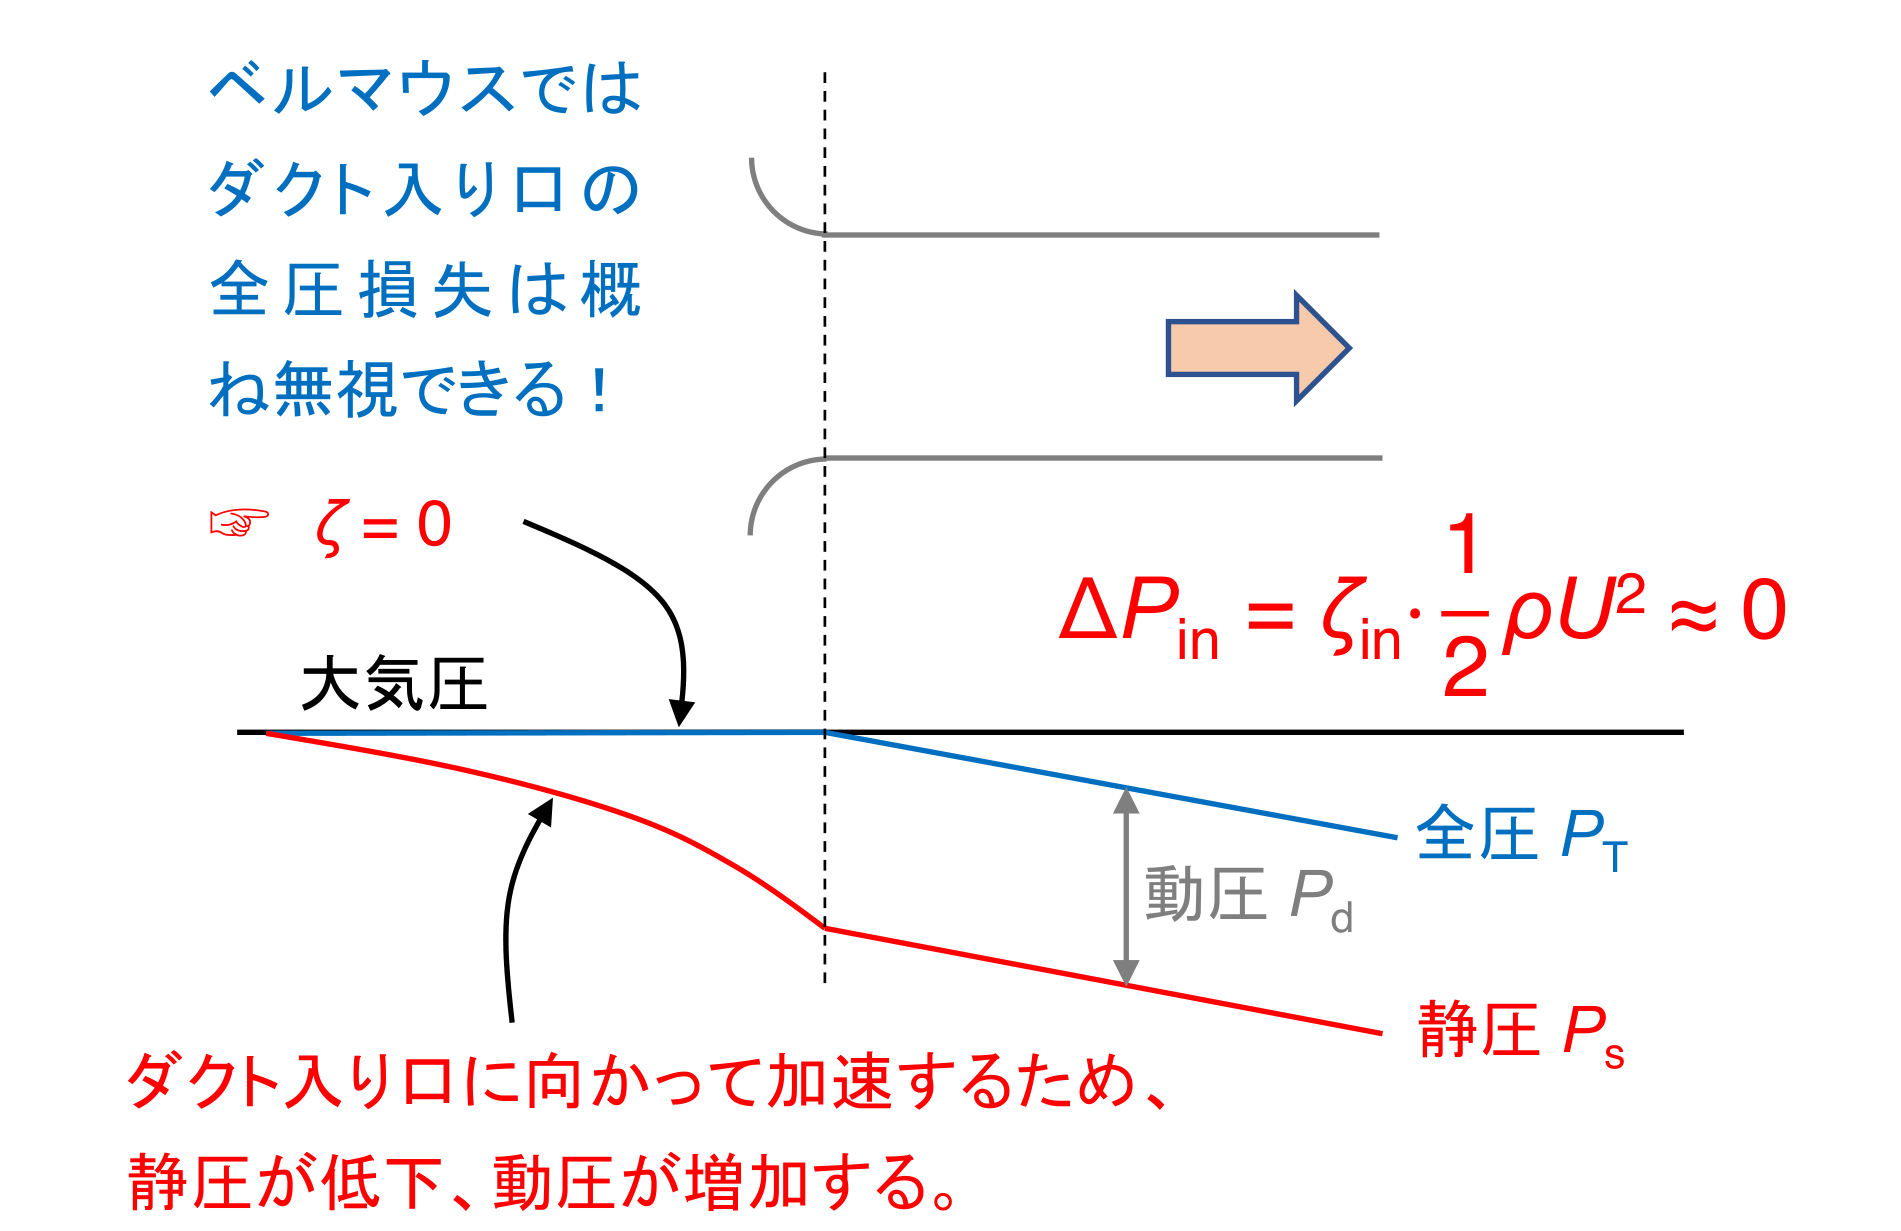 ベルマウスでは
ダクト入り口の
全圧損失は概
ね無視できる！
☞ ζ = 0
ΔP_in = ζ_in · 1/2 ρU² ≈ 0
大気圧
全圧 P_T
動圧 P_d
静圧 P_s
ダクト入り口に向かって加速するため、
静圧が低下、動圧が増加する。